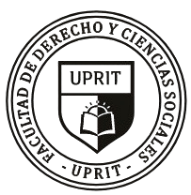 FACULTAD DE DERECHO Y CIENCIAS SOCIALES
UPRIT
- UPRIT -